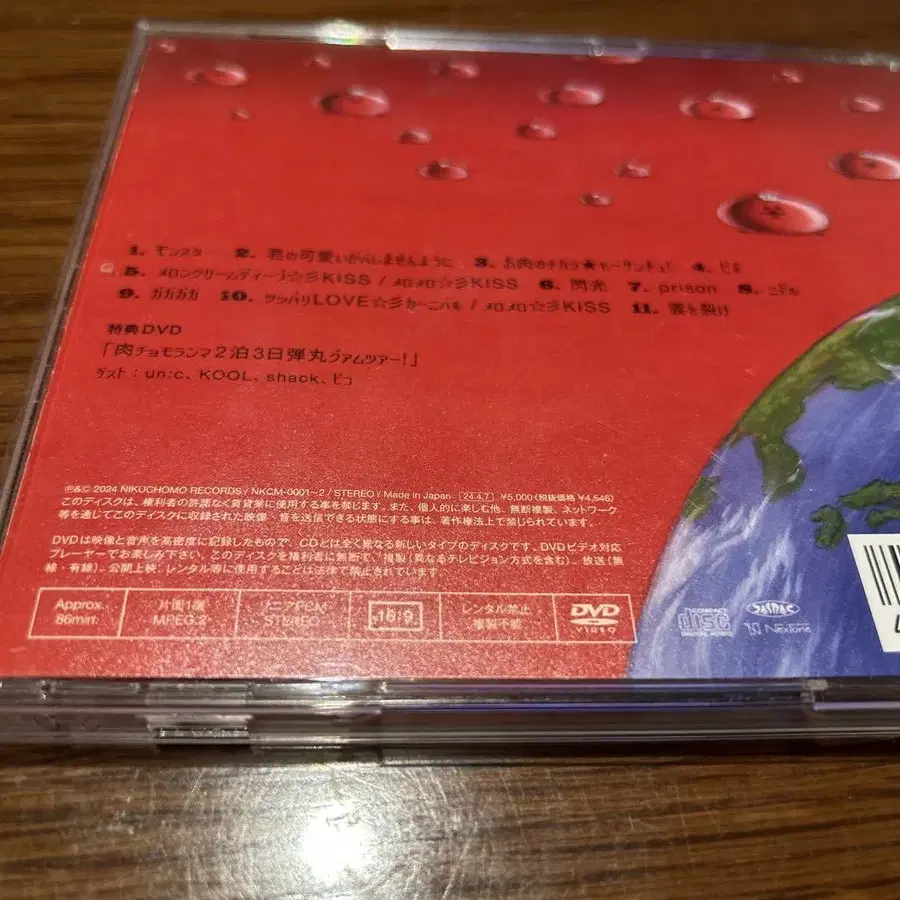 1. モンスター 2. 君の可愛いがバレませんように 3. お肉のチカラ★モーサンキュ! 4. ピポ
5. メロンクリームディープ☆彡KISS / メロメロ☆彡KISS 6. 閃光 7. prison 8. ニドル
9. ガガガガ 10. サッパリLOVE☆彡カーニバル / メロメロ☆彡KISS 11. 震を裂け
特典DVD
「肉チョモランマ2泊3日弾丸グアムツアー!」
ゲスト:un:c、KOOL、shack、ピコ
℗&© 2024 NIKUCHOMO RECORDS / NKCM-0001~2 / STEREO / Made in Japan 24.4.7 ¥5,000(税抜価格 ¥4,546)
このディスクは、権利者の許諾なく賃貸業に使用する事を禁じます。また、個人的に楽しむ他、無断複製、ネットワーク
等を通じてこのディスクに収録された映像、音を送信できる状態にする事は、著作権法上で禁じられています。
DVDは映像と音声を高密度に記録したもので、CDとは全く異なる新しいタイプのディスクです。DVDビデオ対応
プレーヤーでお楽しみ下さい。このディスクを権利者に無断で、複製(異なるテレビジョン方式を含む)、放送(無
線・有線)、公開上映、レンタル等に使用することは法律で禁止されています。
Approx. 86min. 片面1層 MPEG.2 リニアPCM STEREO 16:9 レンタル禁止 複製不能 DVD VIDEO COMPACT disc DIGITAL AUDIO JASRAC NexTone